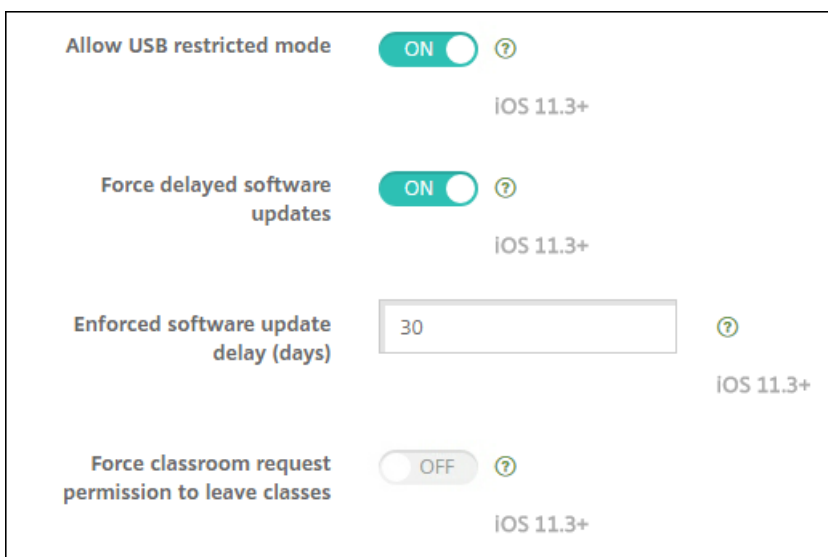 Allow USB restricted mode ON ?
iOS 11.3+
Force delayed software
updates ON ?
iOS 11.3+
Enforced software update
delay (days) 30 ?
iOS 11.3+
Force classroom request
permission to leave classes OFF ?
iOS 11.3+